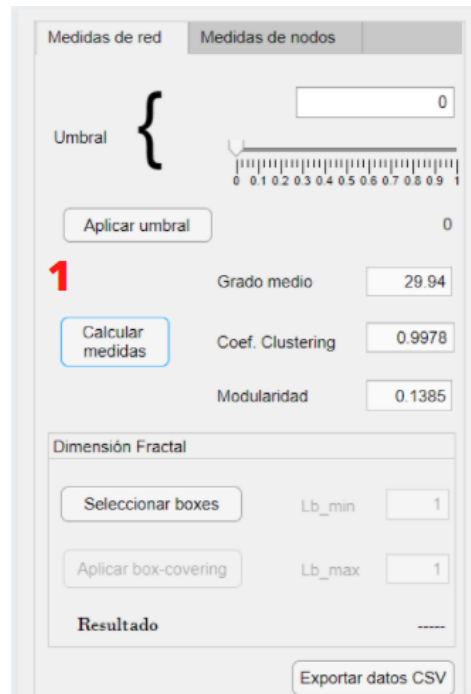 Medidas de red Medidas de nodos
0
Umbral {
0 0.1 0.2 0.3 0.4 0.5 0.6 0.7 0.8 0.9 1
Aplicar umbral 0
1
Grado medio 29.94
Calcular
medidas
Coef. Clustering 0.9978
Modularidad 0.1385
Dimensión Fractal
Seleccionar boxes Lb_min 1
Aplicar box-covering Lb_max 1
Resultado -----
Exportar datos CSV